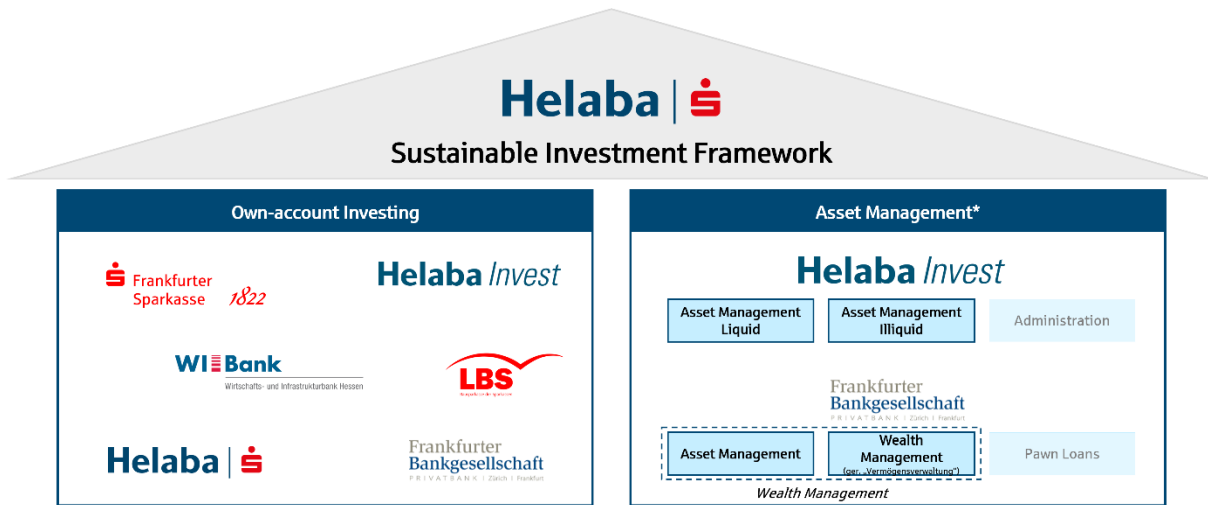 Helaba
Sustainable Investment Framework
Own-account Investing
Frankfurter
Sparkasse 1822
Helaba Invest
WIBank
Wirtschafts- und Infrastrukturbank Hessen
LBS
Helaba
Frankfurter
Bankgesellschaft
PRIVATBANK | Zürich | Frankfurt
Asset Management*
Helaba Invest
Asset Management
Liquid
Asset Management
Illiquid
Administration
Frankfurter
Bankgesellschaft
PRIVATBANK | Zürich | Frankfurt
Asset Management
Wealth
Management
(ger. „Vermögensverwaltung“)
Pawn Loans
Wealth Management